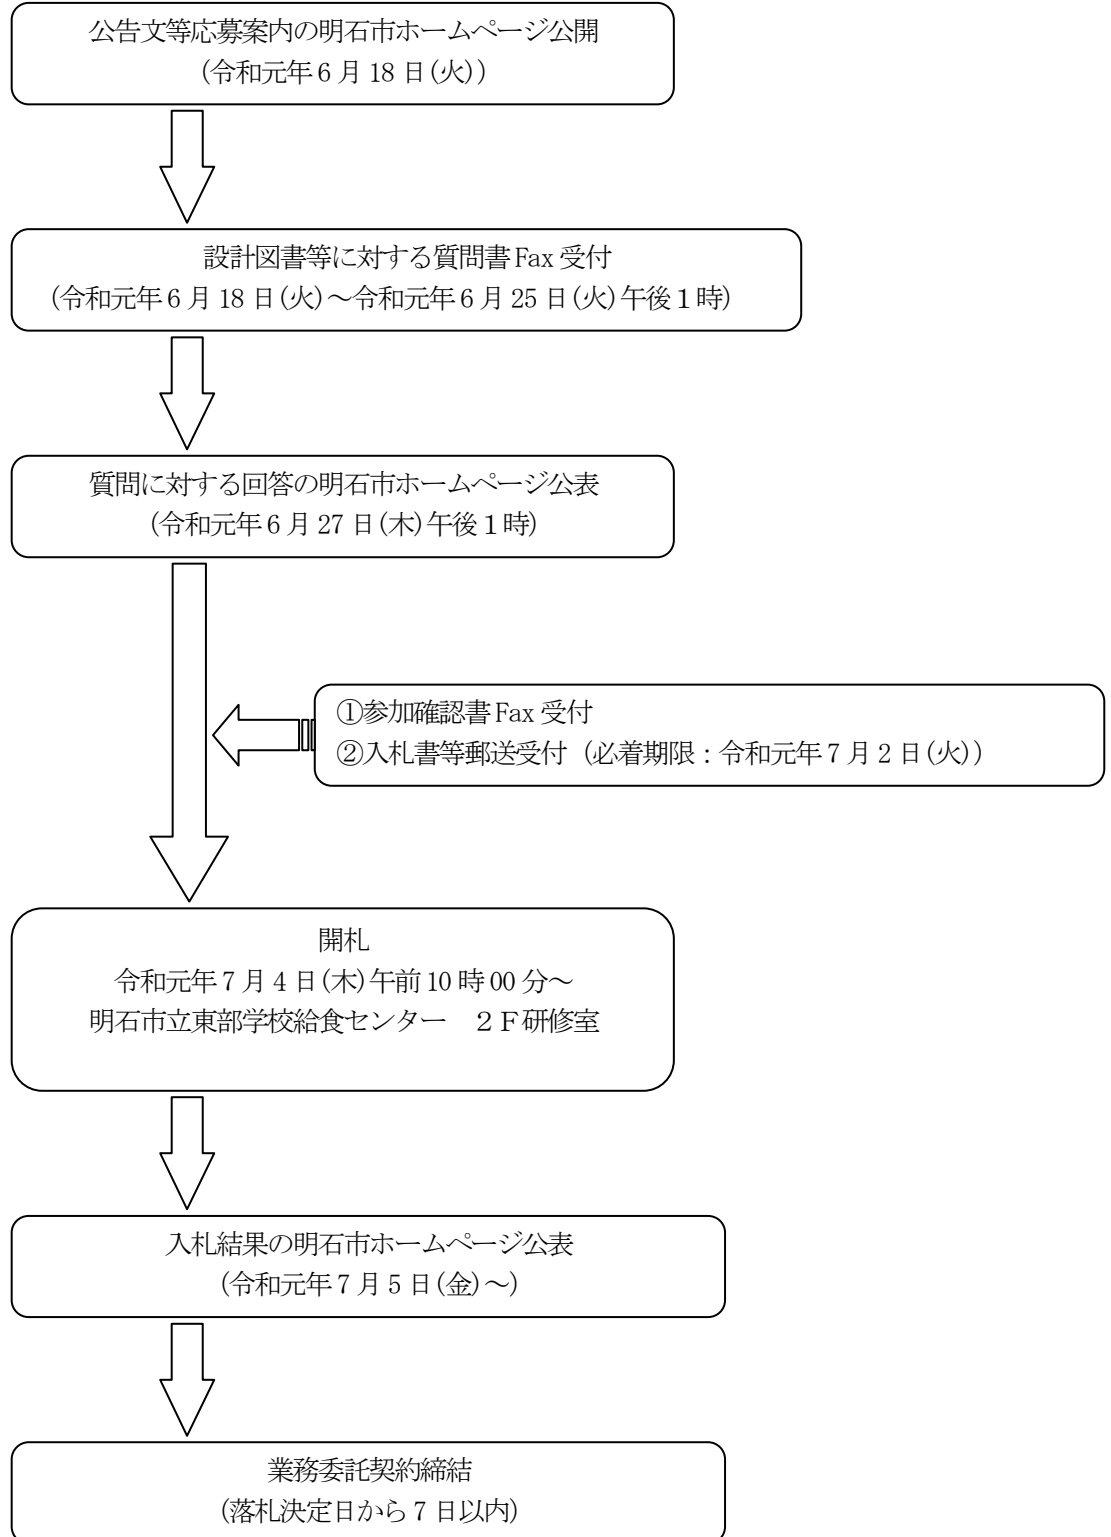 公告文等応募案内の明石市ホームページ公開
(令和元年6月18日(火))
設計図書等に対する質問書Fax受付
(令和元年6月18日(火)～令和元年6月25日(火)午後1時)
質問に対する回答の明石市ホームページ公表
(令和元年6月27日(木)午後1時)
①参加確認書Fax受付
②入札書等郵送受付（必着期限：令和元年7月2日(火)）
開札
令和元年7月4日(木)午前10時00分～
明石市立東部学校給食センター　２Ｆ研修室
入札結果の明石市ホームページ公表
(令和元年7月5日(金)～)
業務委託契約締結
(落札決定日から7日以内)